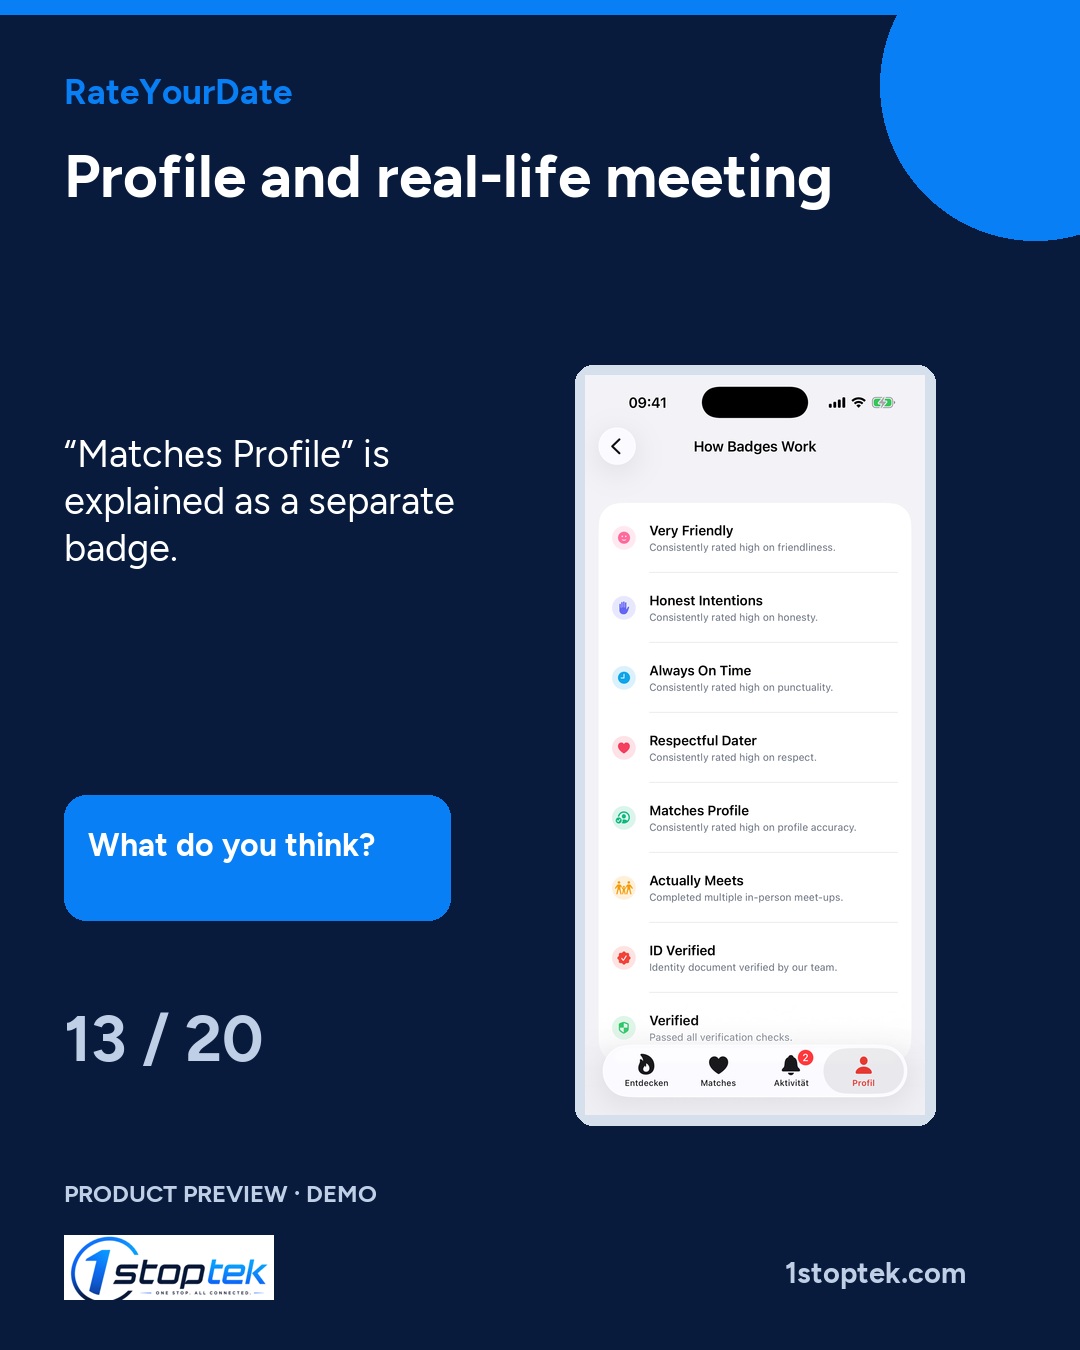 RateYourDate
Profile and real-life meeting
“Matches Profile” is
explained as a separate
badge.
What do you think?
13 / 20
09:41
How Badges Work
Very Friendly
Consistently rated high on friendliness.
Honest Intentions
Consistently rated high on honesty.
Always On Time
Consistently rated high on punctuality.
Respectful Dater
Consistently rated high on respect.
Matches Profile
Consistently rated high on profile accuracy.
Actually Meets
Completed multiple in-person meet-ups.
ID Verified
Identity document verified by our team.
Verified
Passed all verification checks.
2
Entdecken Matches Aktivität Profil
PRODUCT PREVIEW · DEMO
1stoptek
ONE STOP. ALL CONNECTED.
1stoptek.com